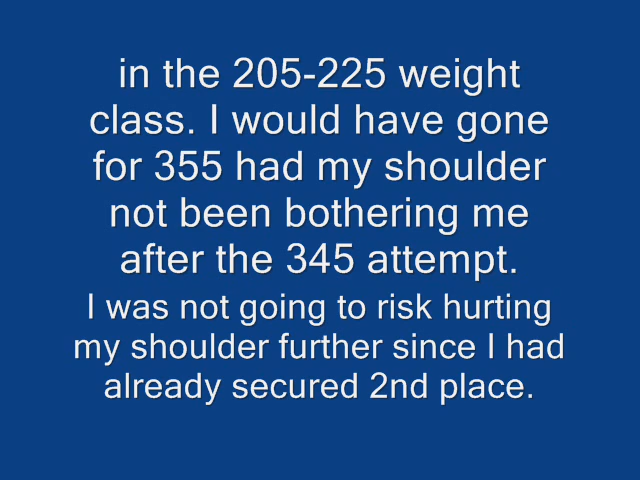 in the 205-225 weight
class. I would have gone
for 355 had my shoulder
not been bothering me
after the 345 attempt.
I was not going to risk hurting
my shoulder further since I had
already secured 2nd place.